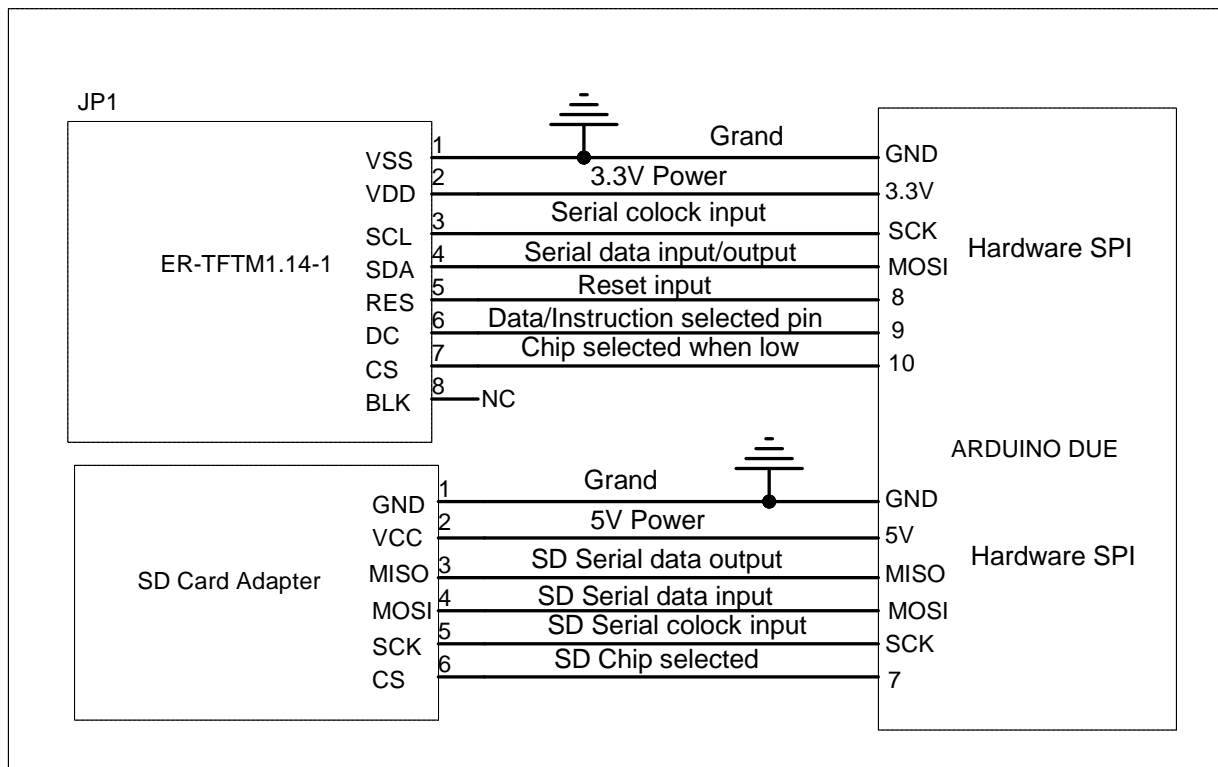 JP1
ER-TFTM1.14-1
VSS 1 Grand GND
VDD 2 3.3V Power 3.3V
SCL 3 Serial colock input SCK
SDA 4 Serial data input/output MOSI
RES 5 Reset input 8
DC 6 Data/Instruction selected pin 9
CS 7 Chip selected when low 10
BLK 8 NC
Hardware SPI
ARDUINO DUE
SD Card Adapter
GND 1 Grand GND
VCC 2 5V Power 5V
MISO 3 SD Serial data output MISO
MOSI 4 SD Serial data input MOSI
SCK 5 SD Serial colock input SCK
CS 6 SD Chip selected 7
Hardware SPI